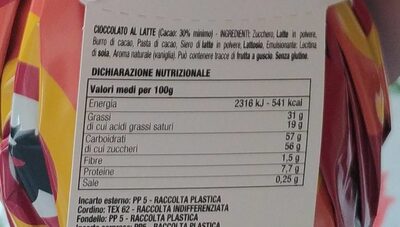 CIOCCOLATO AL LATTE (Cacao: 30% minimo) - INGREDIENTI: Zucchero, Latte in polvere,
Burro di cacao, Pasta di cacao, Siero di latte in polvere, Lattosio, Emulsionante: Lecitina
di soia, Aroma naturale (vaniglia). Può contenere tracce di frutta a guscio. Senza glutine.
DICHIARAZIONE NUTRIZIONALE
Valori medi per 100g
Energia 2316 kJ - 541 kcal
Grassi 31 g
di cui acidi grassi saturi 19 g
Carboidrati 57 g
di cui zuccheri 56 g
Fibre 1,5 g
Proteine 7,7 g
Sale 0,25 g
Incarto esterno: PP 5 - RACCOLTA PLASTICA
Cordino: TEX 62 - RACCOLTA INDIFFERENZIATA
Fondello: PP 5 - RACCOLTA PLASTICA
RACCOLTA PLASTICA